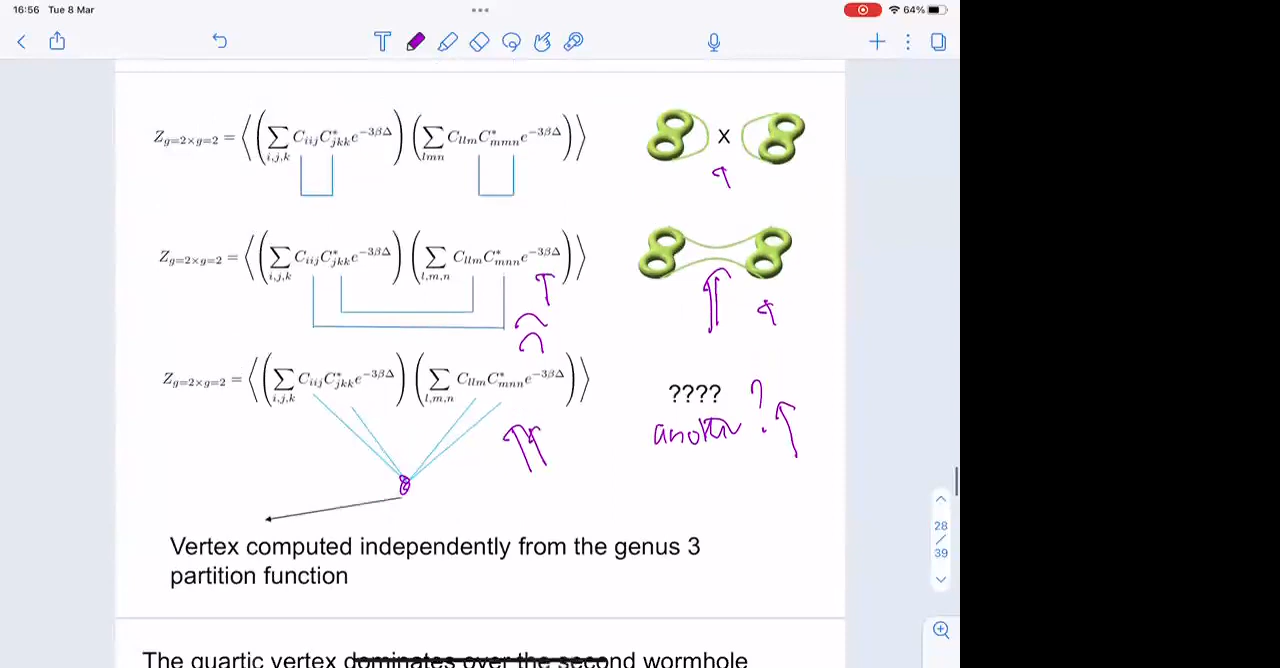 16:56 Tue 8 Mar
64%
Z_{g=2×g=2} = ⟨(∑_{i,j,k} C_{iij}C^*_{jkk}e^{-3βΔ})(∑_{lmn} C_{llm}C^*_{mnn}e^{-3βΔ})⟩ X
Z_{g=2×g=2} = ⟨(∑_{i,j,k} C_{iij}C^*_{jkk}e^{-3βΔ})(∑_{l,m,n} C_{llm}C^*_{mnn}e^{-3βΔ})⟩
Z_{g=2×g=2} = ⟨(∑_{i,j,k} C_{iij}C^*_{jkk}e^{-3βΔ})(∑_{l,m,n} C_{llm}C^*_{mnn}e^{-3βΔ})⟩
???? ?
Vertex computed independently from the genus 3
partition function
The quartic vertex dominates over the second wormhole
28
/
39